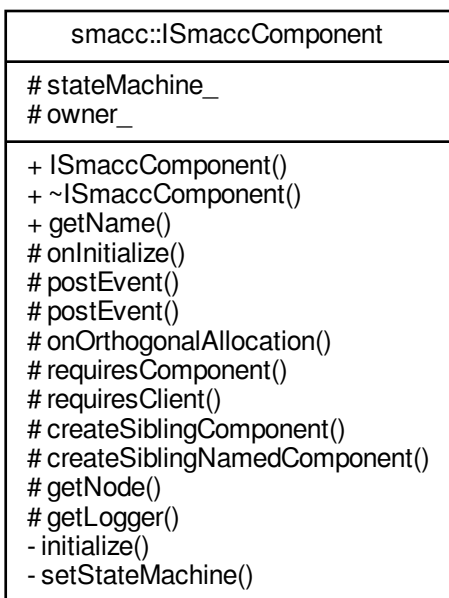 smacc::ISmaccComponent
# stateMachine_
# owner_
+ ISmaccComponent()
+ ~ISmaccComponent()
+ getName()
# onInitialize()
# postEvent()
# postEvent()
# onOrthogonalAllocation()
# requiresComponent()
# requiresClient()
# createSiblingComponent()
# createSiblingNamedComponent()
# getNode()
# getLogger()
- initialize()
- setStateMachine()